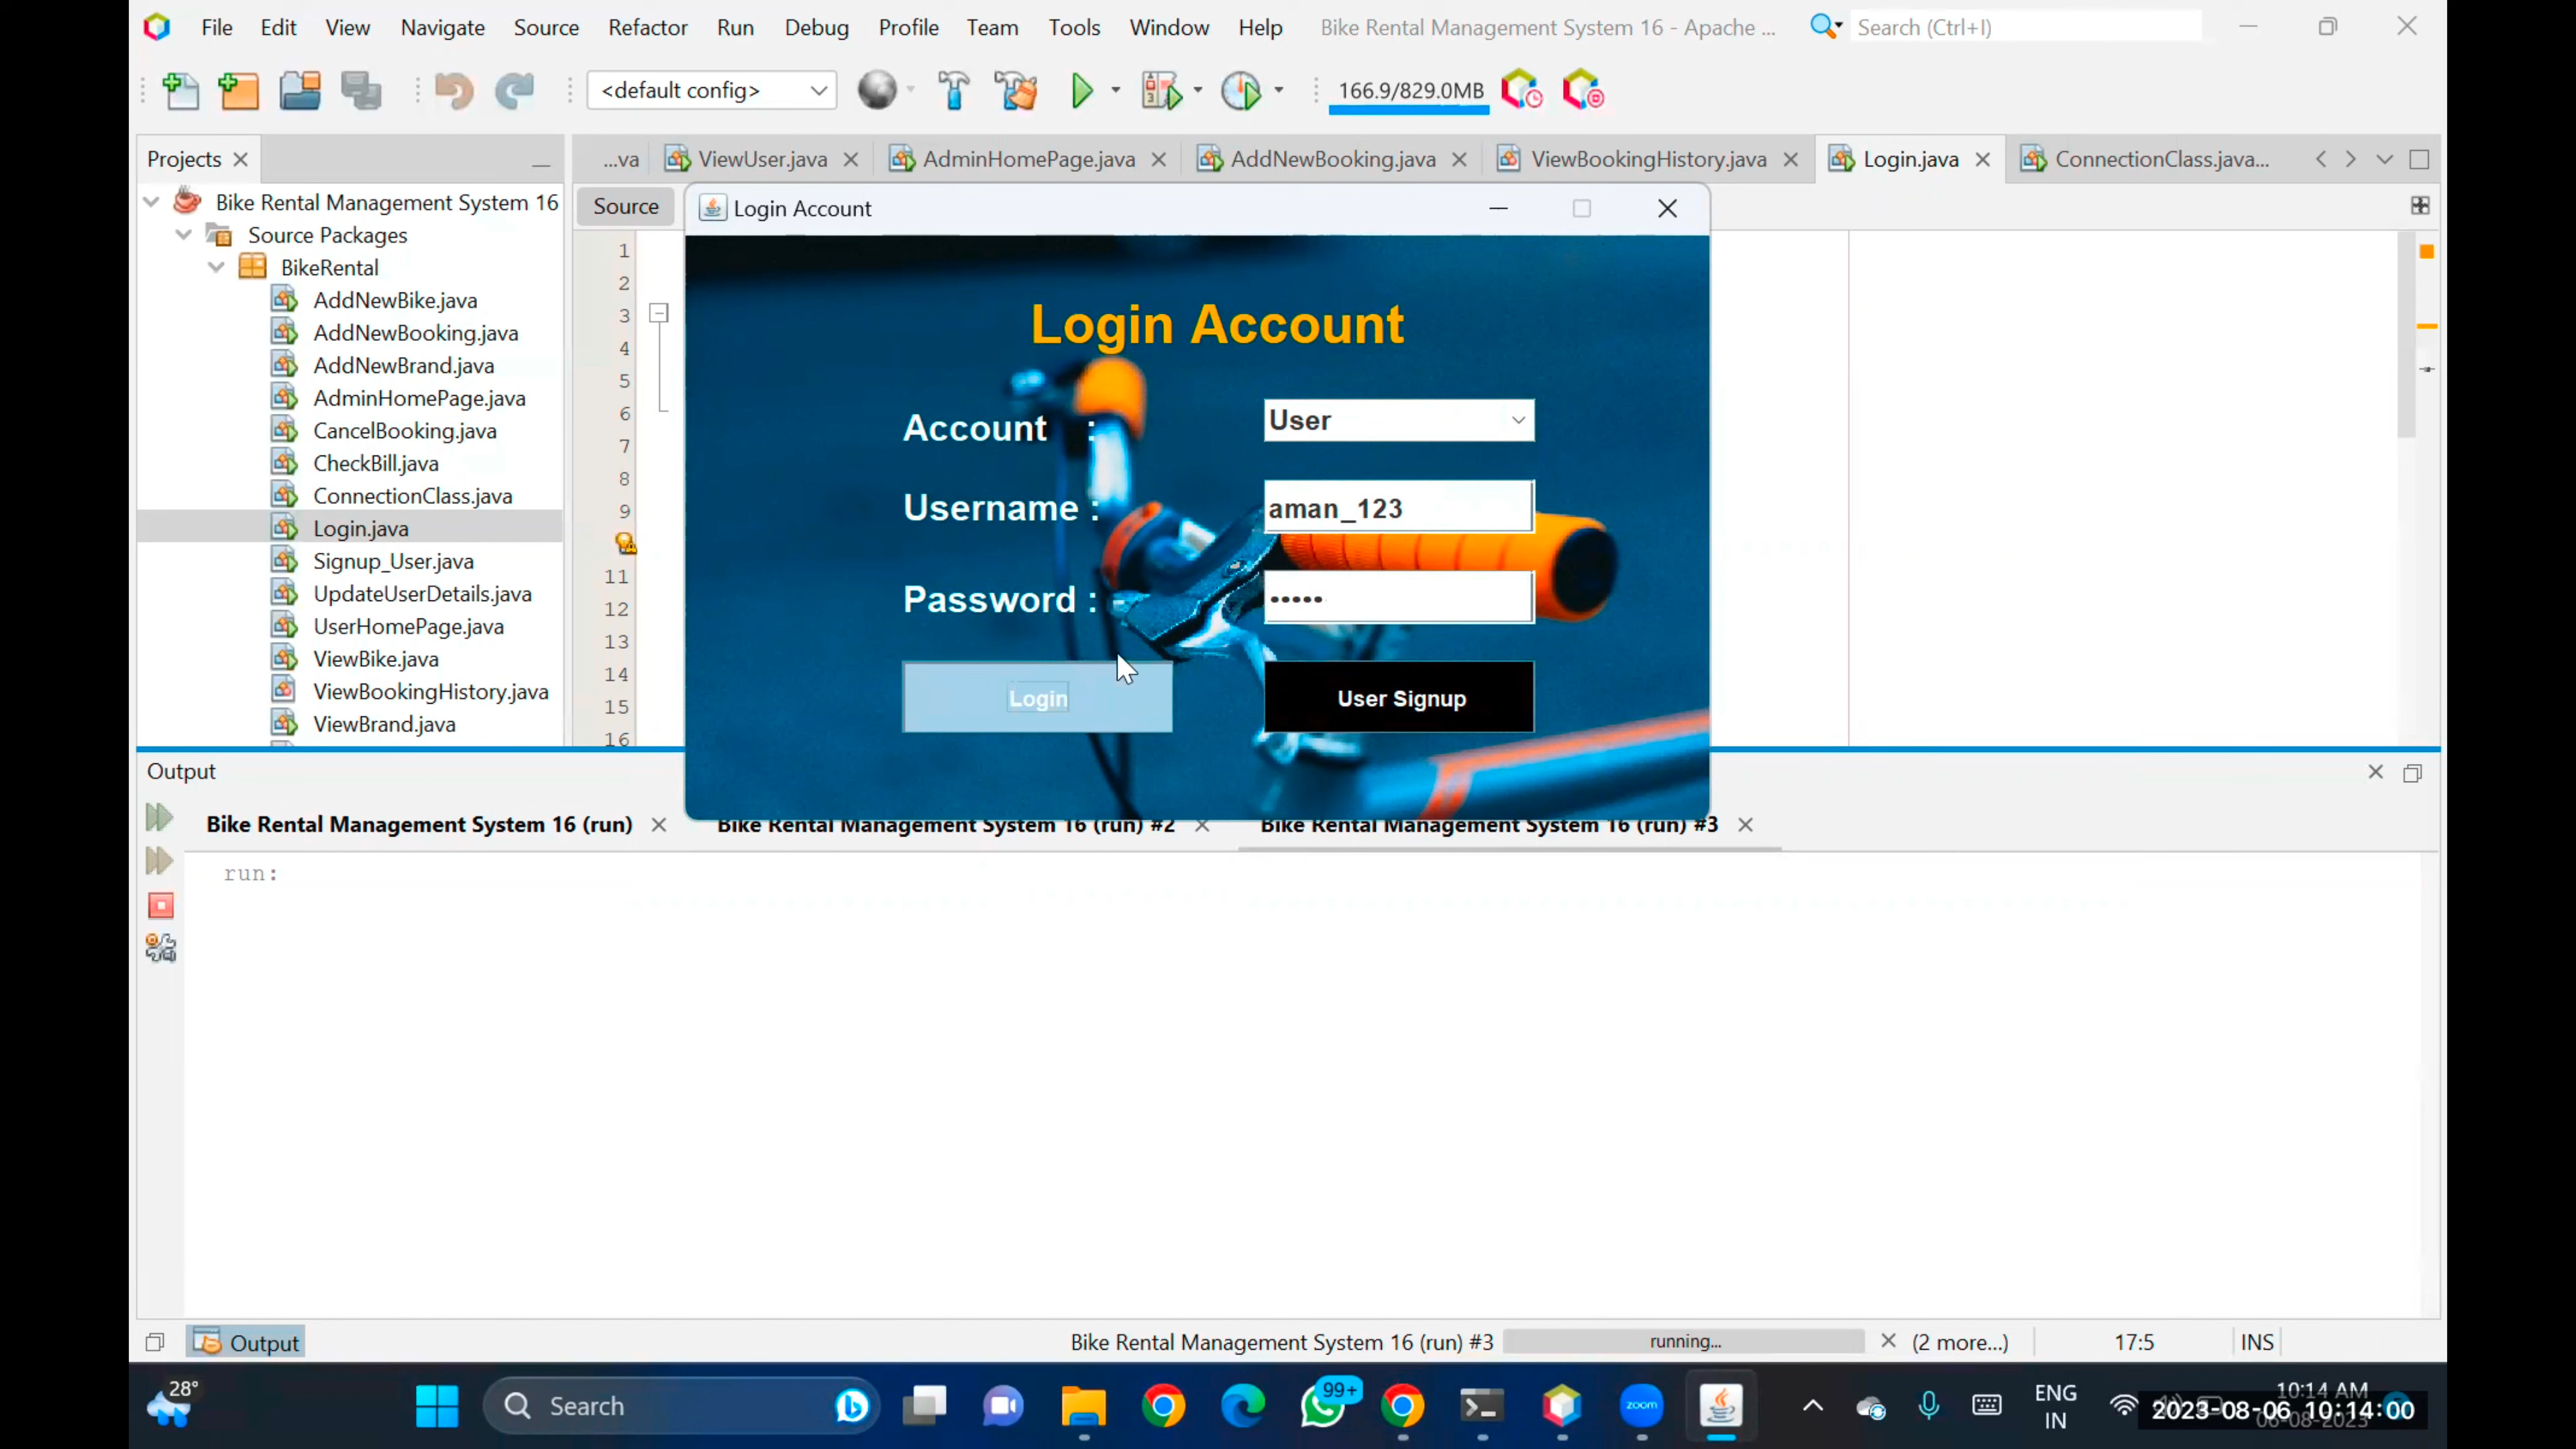 File Edit View Navigate Source Refactor Run Debug Profile Team Tools Window Help Bike Rental Management System 16 - Apache ... Search (Ctrl+I)
<default config> 166.9/829.0MB
Projects ...va ViewUser.java AdminHomePage.java AddNewBooking.java ViewBookingHistory.java Login.java ConnectionClass.java...
Bike Rental Management System 16
Source Packages
BikeRental
AddNewBike.java
AddNewBooking.java
AddNewBrand.java
AdminHomePage.java
CancelBooking.java
CheckBill.java
ConnectionClass.java
Login.java
Signup_User.java
UpdateUserDetails.java
UserHomePage.java
ViewBike.java
ViewBookingHistory.java
ViewBrand.java
Source
1
2
3
4
5
6
7
8
9
11
12
13
14
15
16
Login Account
Login Account
Account : User
Username : aman_123
Password : •••••
Login User Signup
Output
Bike Rental Management System 16 (run) Bike Rental Management System 16 (run) #2 Bike Rental Management System 16 (run) #3
run:
Output Bike Rental Management System 16 (run) #3 running... (2 more...) 17:5 INS
28° Search 99+ zoom ENG
IN
10:14 AM
06-08-2023
2023-08-06 10:14:00